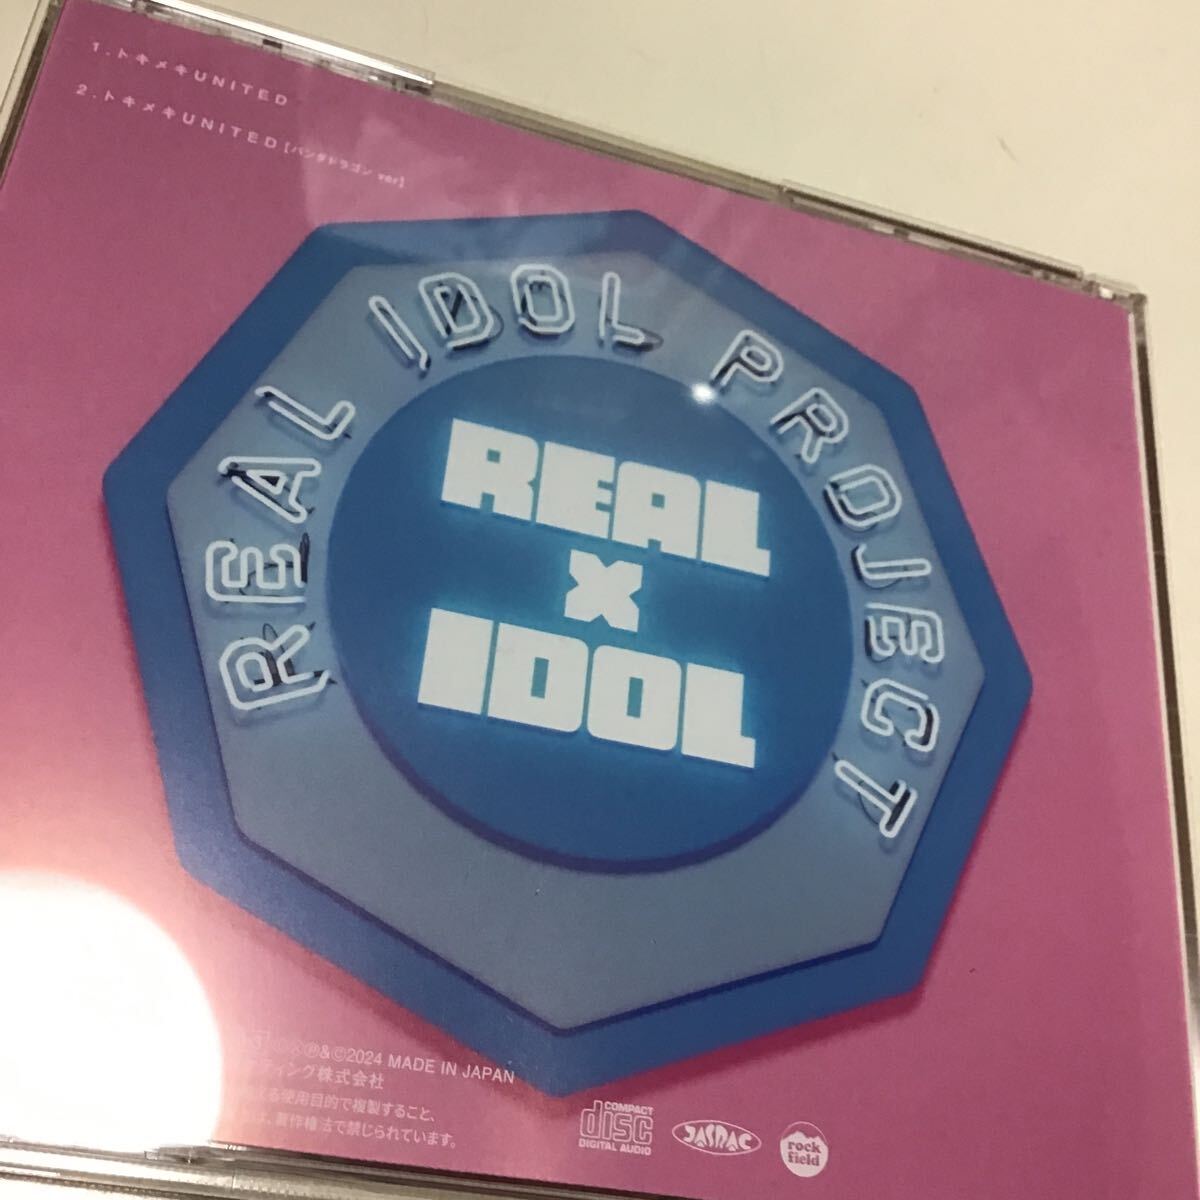 1.トキメキUNITED
2.トキメキUNITED [パンダドラゴン ver]
REAL IDOL PROJECT
REAL
×
IDOL
℗&©2024 MADE IN JAPAN
ディング株式会社
る使用目的で複製すること、
著作権法で禁じられています。
COMPACT
disc
DIGITAL AUDIO
JASRAC
rock
field